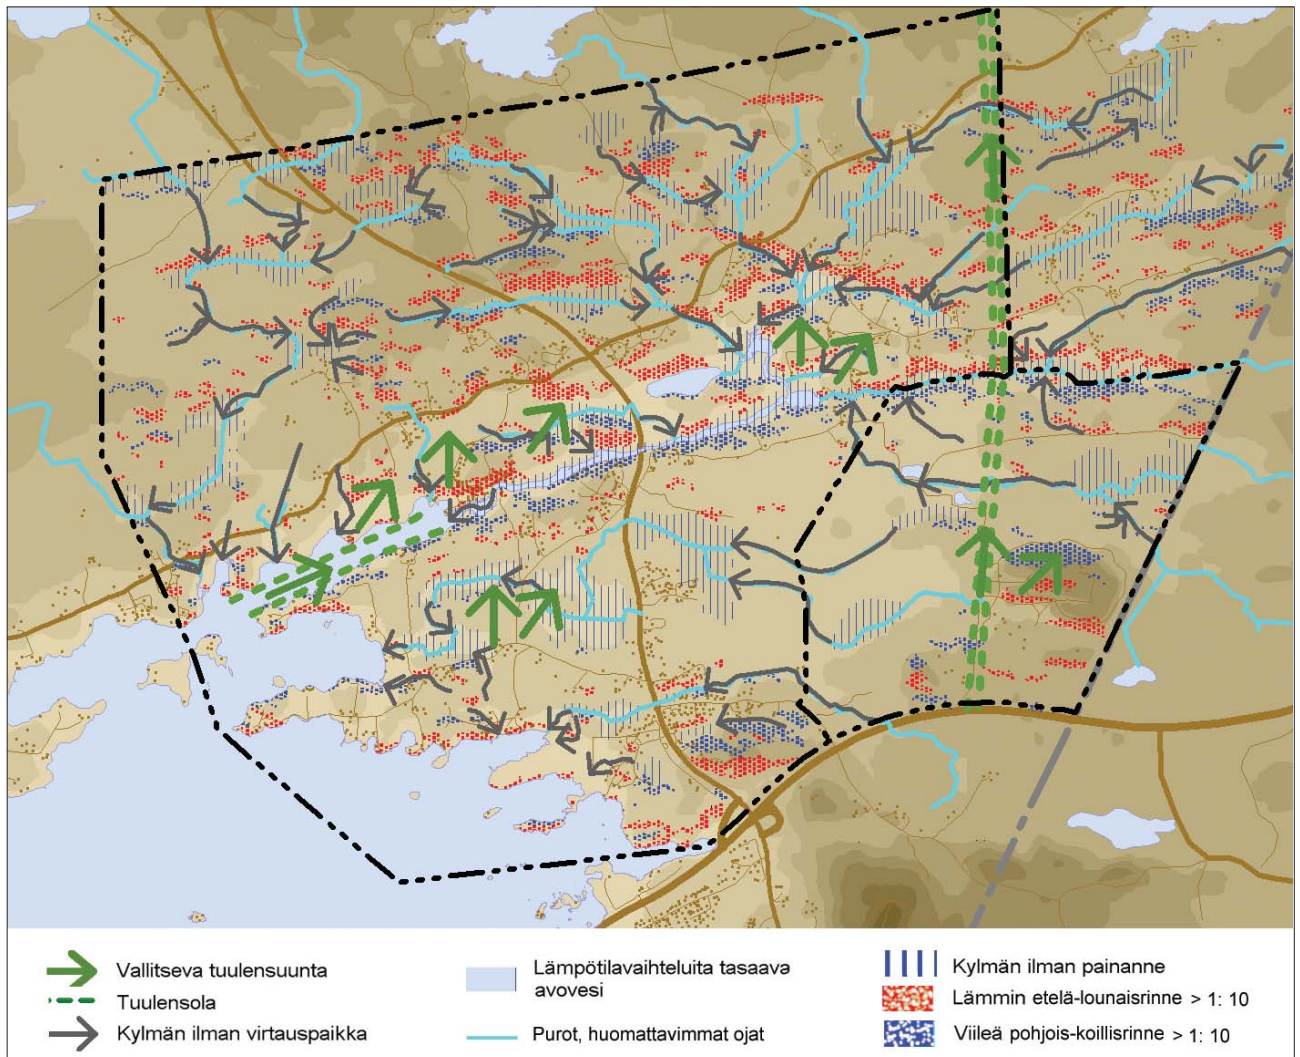 Vallitseva tuulensuunta
Tuulensola
Kylmän ilman virtauspaikka
Lämpötilavaihteluita tasaava
avovesi
Purot, huomattavimmat ojat
Kylmän ilman painanne
Lämmin etelä-lounaisrinne > 1: 10
Viileä pohjois-koillisrinne > 1: 10